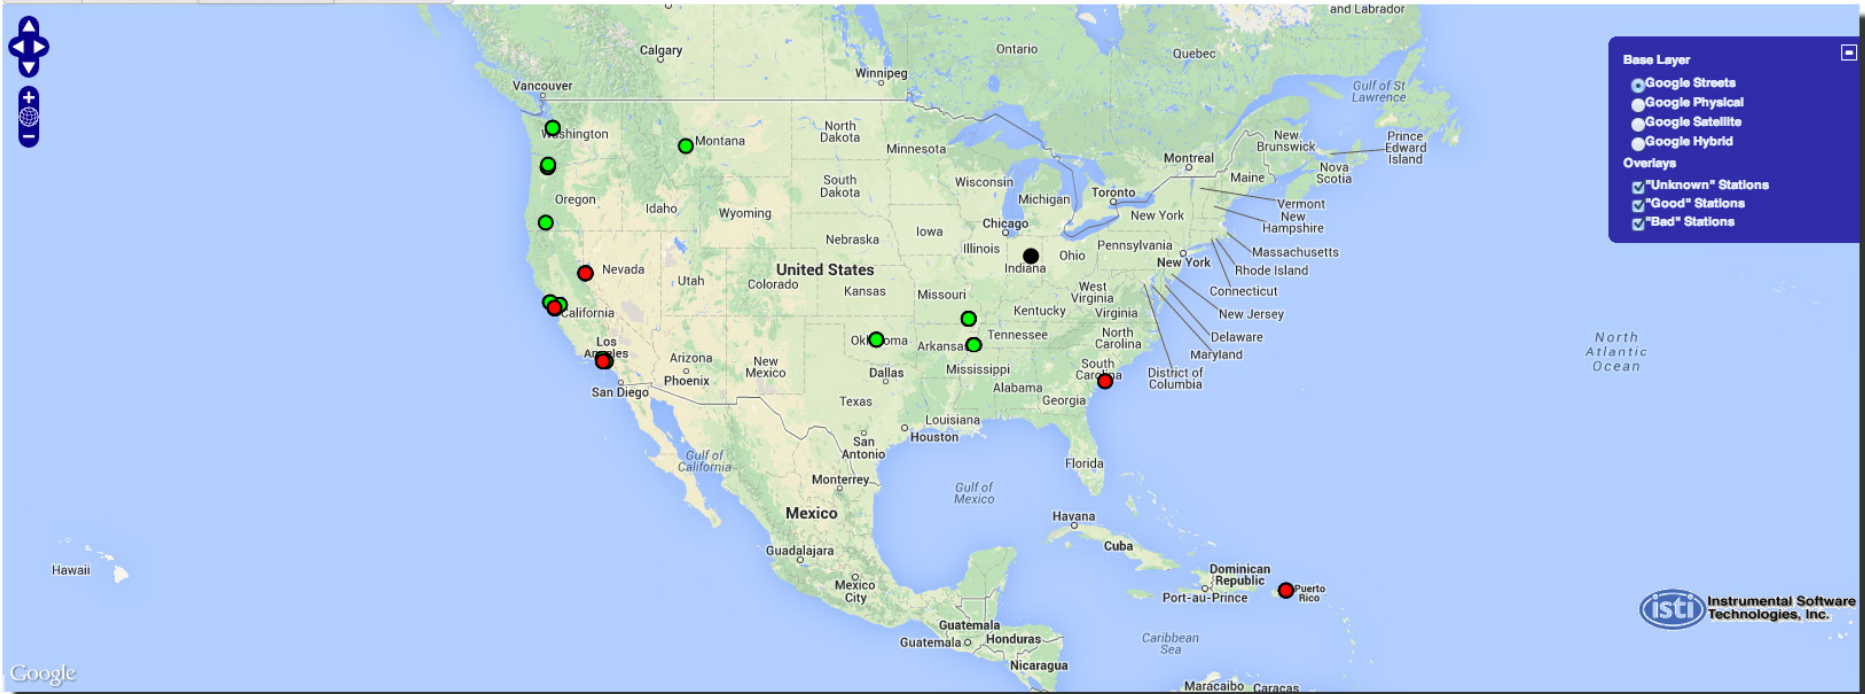 and Labrador
Calgary
Ontario
Quebec
Winnipeg
Vancouver
Gulf of St
Lawrence
Washington
Montana
North
Dakota
Minnesota
Montreal
New
Brunswick
Prince
Edward
Island
Nova
Scotia
Maine
South
Dakota
Wisconsin
Michigan
Toronto
Oregon
Idaho
Wyoming
Vermont
New York
New
Hampshire
Chicago
Iowa
Nebraska
Illinois
Indiana
Ohio
Pennsylvania
New York
Massachusetts
Rhode Island
Connecticut
Nevada
Utah
United States
Colorado
Kansas
Missouri
West
Virginia
Kentucky
Virginia
New Jersey
Delaware
Maryland
District of
Columbia
California
Los
Angeles
Oklahoma
Arkansas
Tennessee
North
Carolina
South
Carolina
Arizona
Phoenix
New
Mexico
Dallas
Mississippi
Alabama
Georgia
San Diego
Texas
Louisiana
Houston
San
Antonio
Florida
Gulf of
California
Monterrey
Gulf of
Mexico
Mexico
Havana
Cuba
Guadalajara
Mexico
City
Dominican
Republic
Port-au-Prince
Puerto
Rico
Hawaii
Guatemala
Guatemala
Honduras
Nicaragua
Caribbean
Sea
Maracaibo
Caracas
North
Atlantic
Ocean
Base Layer
Google Streets
Google Physical
Google Satellite
Google Hybrid
Overlays
"Unknown" Stations
"Good" Stations
"Bad" Stations
isti
Instrumental Software
Technologies, Inc.
Google